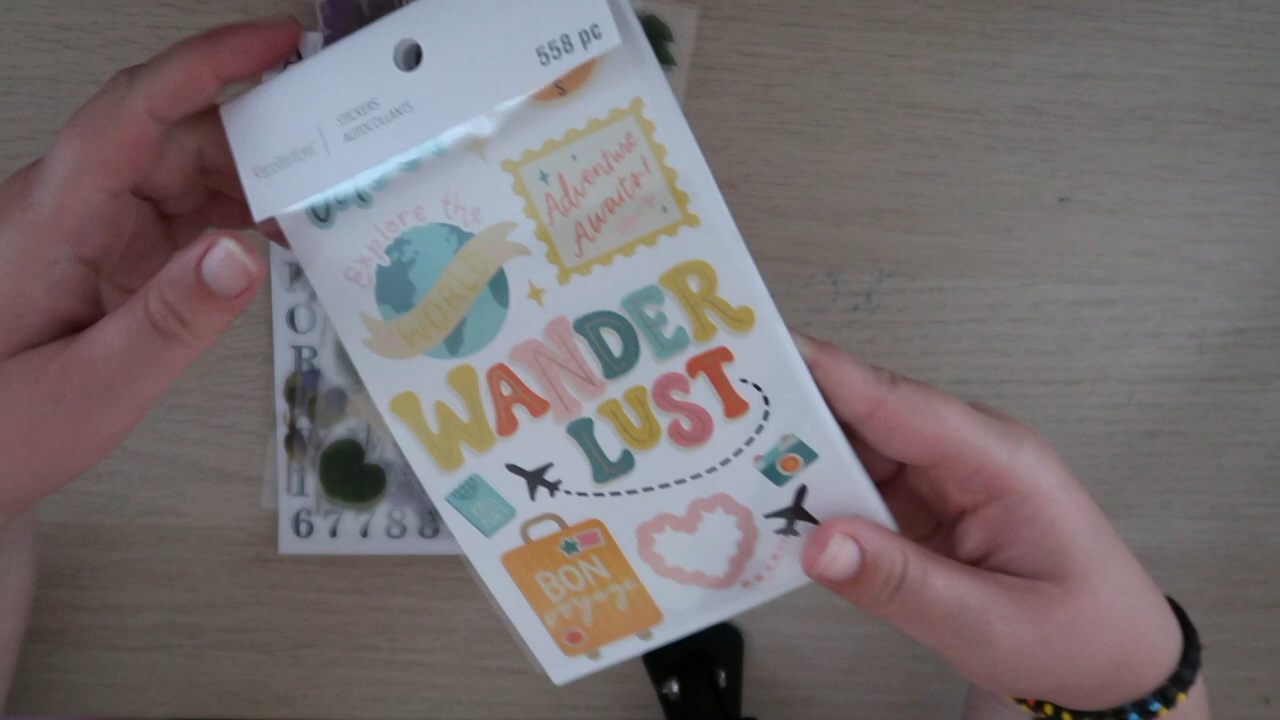 558 pc
STICKERS
AUTOCOLLANTS
S
Adventure
Awaits!
Explore the
WORLD
WANDER
LUST
BON
voyage
O
R
67788